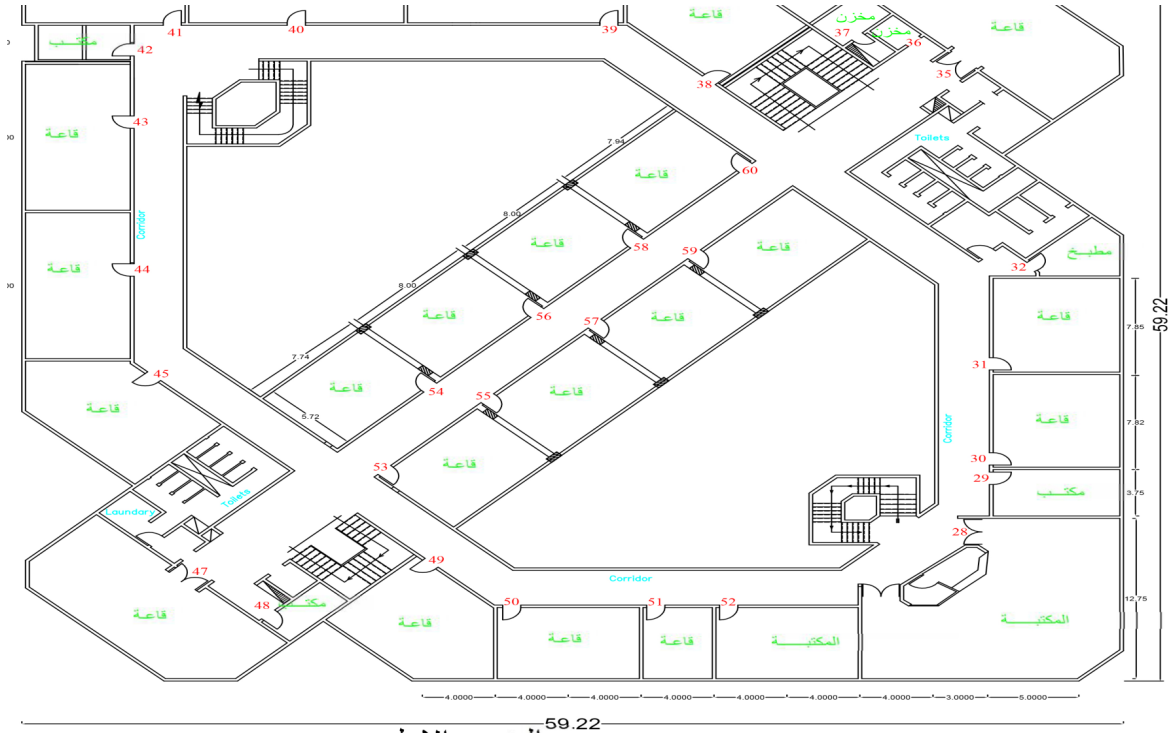 41
40
39
قاعة
مخزن
37
مخزن
36
قاعة
42
مكتب
35
38
43
قاعة
7.94
Toilets
60
قاعة
8.00
Corridor
58
قاعة
59
قاعة
44
قاعة
32
مطبخ
8.00
56
قاعة
57
قاعة
قاعة
7.85
59.22
31
45
7.74
قاعة
54
55
قاعة
قاعة
5.72
Corridor
قاعة
7.82
53
قاعة
30
29
مكتب
3.75
Toilets
Laundary
28
47
49
Corridor
48
مكتب
قاعة
50
51
52
قاعة
قاعة
قاعة
المكتبة
المكتبة
12.75
4.0000 4.0000 4.0000 4.0000 4.0000 4.0000 4.0000 3.0000 5.0000
59.22